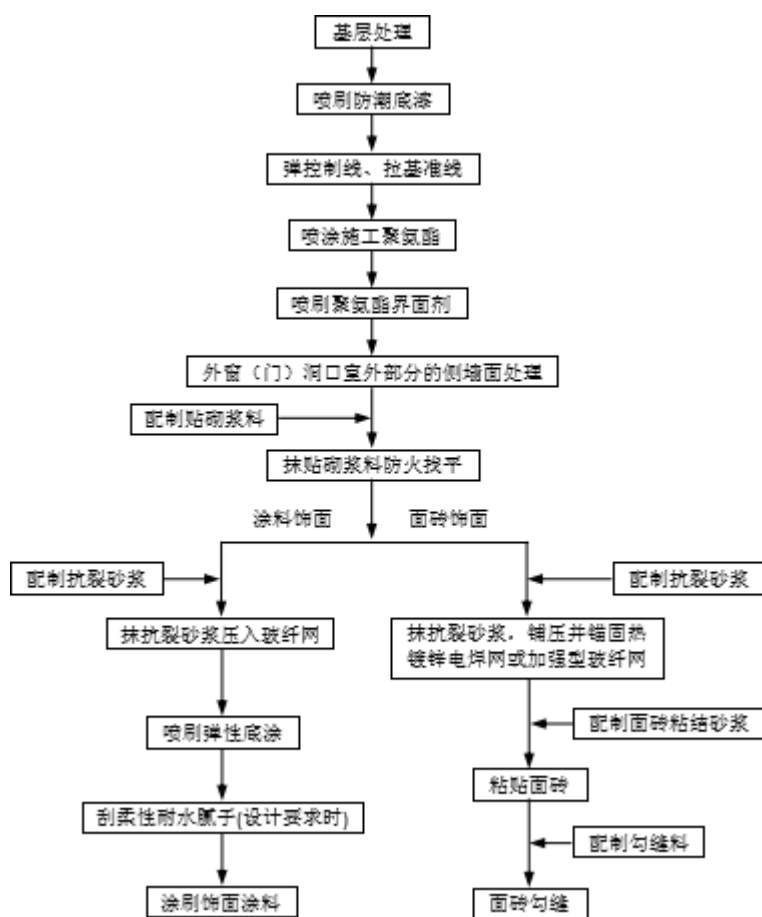 基层处理
喷刷防潮底漆
弹控制线、拉基准线
喷涂施工聚氨酯
喷刷聚氨酯界面剂
外窗（门）洞口室外部分的侧墙面处理
配制贴砌浆料
抹贴砌浆料防火找平
涂料饰面
面砖饰面
配制抗裂砂浆
配制抗裂砂浆
抹抗裂砂浆压入玻纤网
抹抗裂砂浆，铺压并锚固热
镀锌电焊网或加强型玻纤网
喷刷弹性底涂
配制面砖粘结砂浆
粘贴面砖
刮柔性耐水腻子(设计要求时)
配制勾缝料
涂刷饰面涂料
面砖勾缝